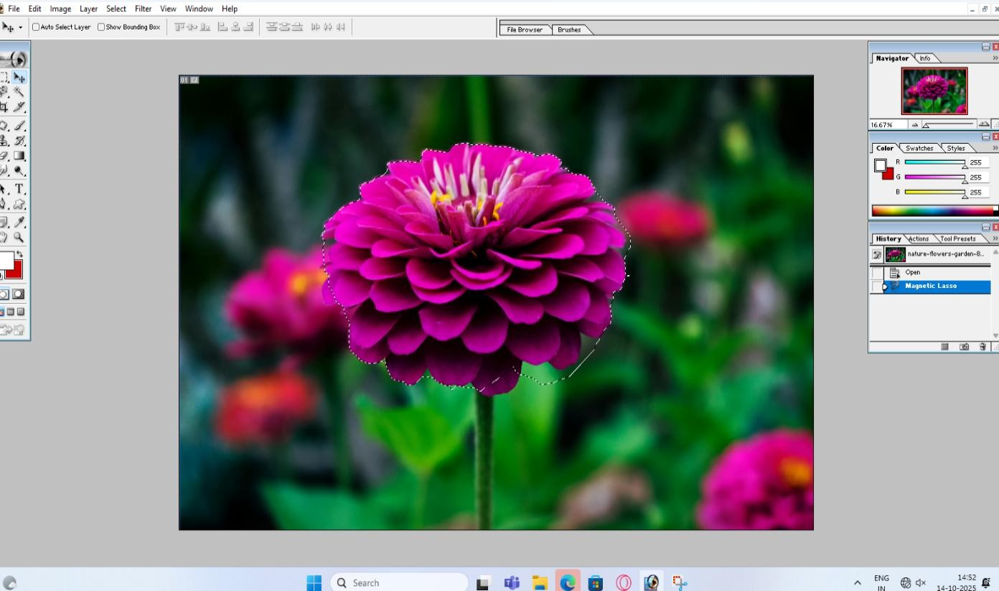 File Edit Image Layer Select Filter View Window Help
Auto Select Layer Show Bounding Box File Browser Brushes
01
Navigator Info
16.67%
Color Swatches Styles
R 255
G 255
B 255
History Actions Tool Presets
nature-flowers-garden-8...
Open
Magnetic Lasso
T
Search
ENG
IN
14:52
14-10-2025